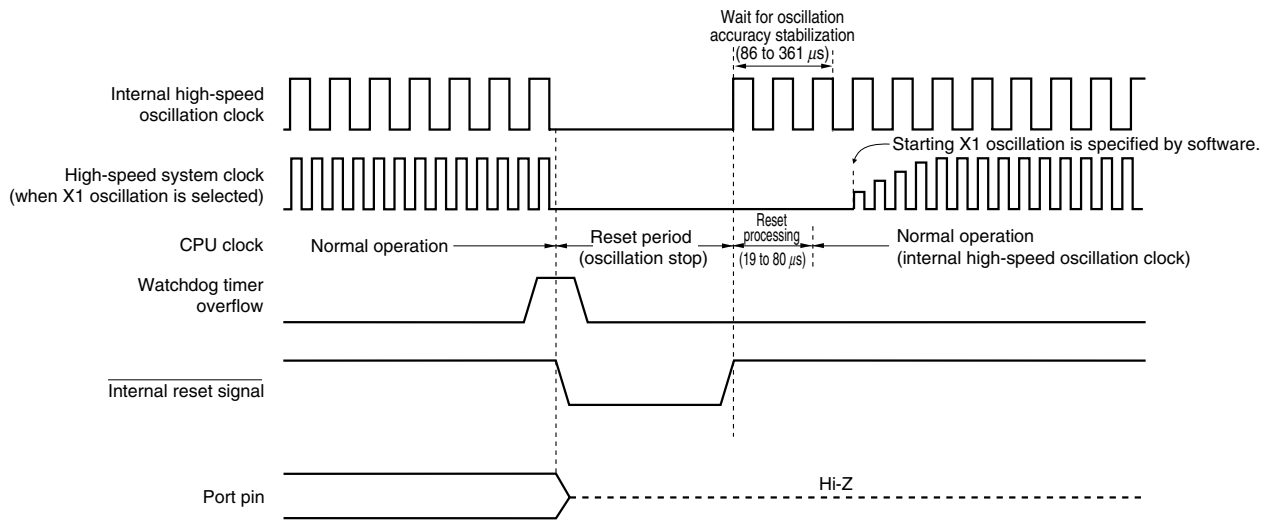 Wait for oscillation
accuracy stabilization
(86 to 361 μs)
Internal high-speed
oscillation clock
Starting X1 oscillation is specified by software.
High-speed system clock
(when X1 oscillation is selected)
CPU clock
Normal operation
Reset period
(oscillation stop)
Reset
processing
(19 to 80 μs)
Normal operation
(internal high-speed oscillation clock)
Watchdog timer
overflow
Internal reset signal
Port pin
Hi-Z